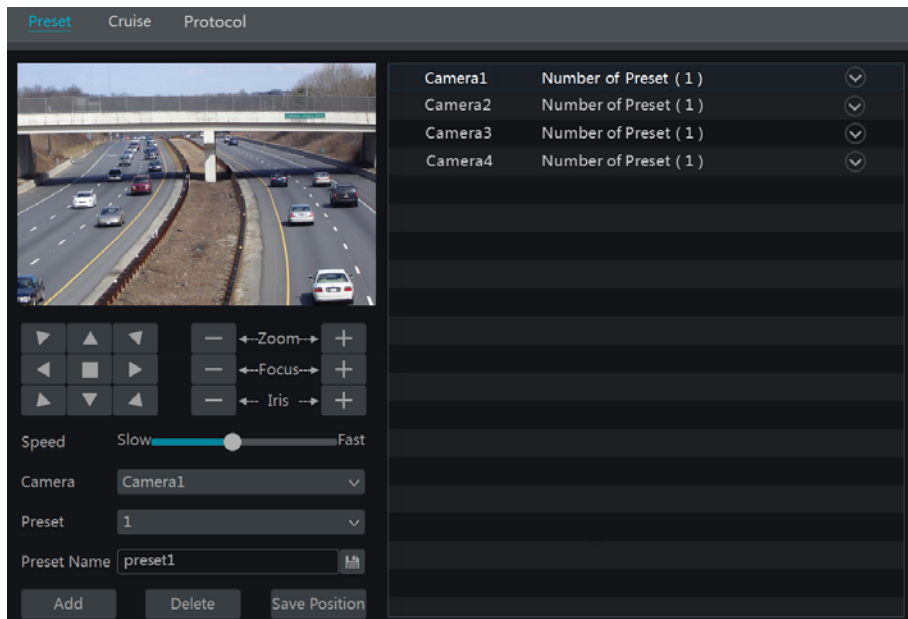 Preset Cruise Protocol
Camera1 Number of Preset ( 1 )
Camera2 Number of Preset ( 1 )
Camera3 Number of Preset ( 1 )
Camera4 Number of Preset ( 1 )
Zoom
Focus
Iris
Speed Slow Fast
Camera Camera1
Preset 1
Preset Name preset1
Add Delete Save Position